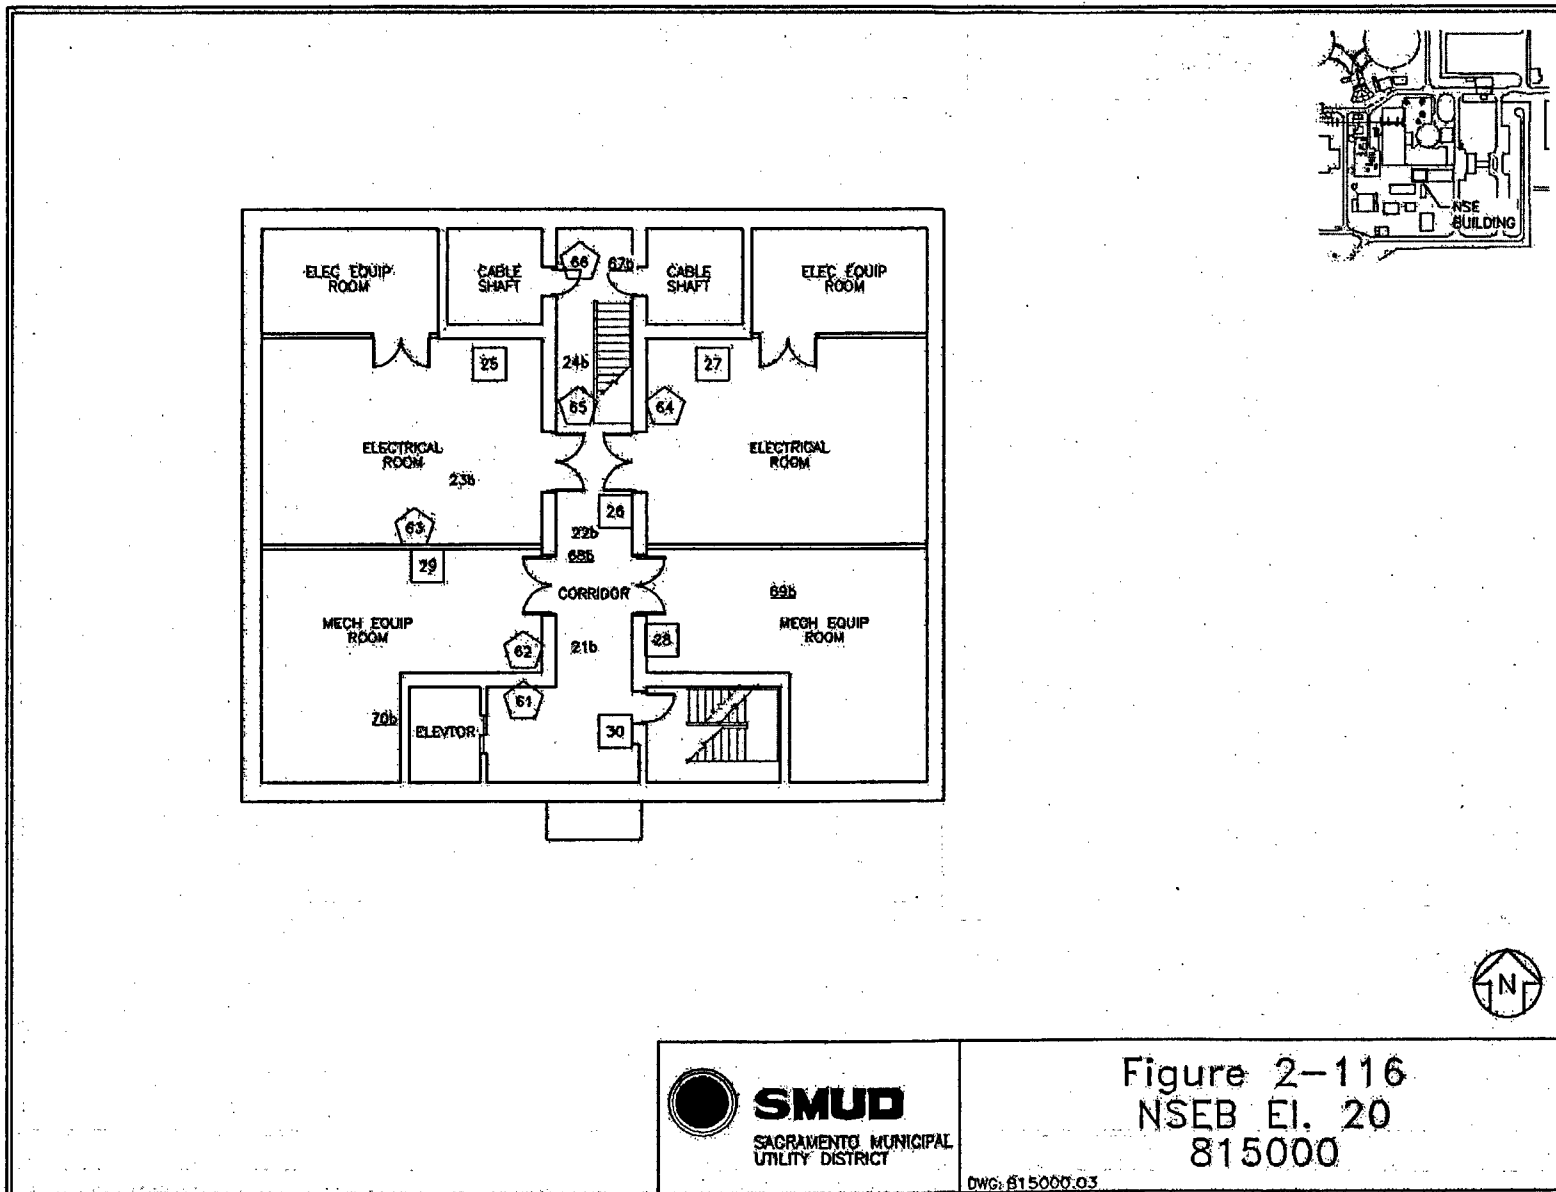 NSE
BUILDING
ELEC EQUIP
ROOM
CABLE
SHAFT
66
67b
CABLE
SHAFT
ELEC EQUIP
ROOM
25
24b
27
65
64
ELECTRICAL
ROOM
23b
ELECTRICAL
ROOM
63
26
22b
68b
29
CORRIDOR
69b
MECH EQUIP
ROOM
62
21b
28
MECH EQUIP
ROOM
61
70b
ELEVTOR
30
N
SMUD
SACRAMENTO MUNICIPAL
UTILITY DISTRICT
Figure 2-116
NSEB El. 20
815000
DWG: 815000.03